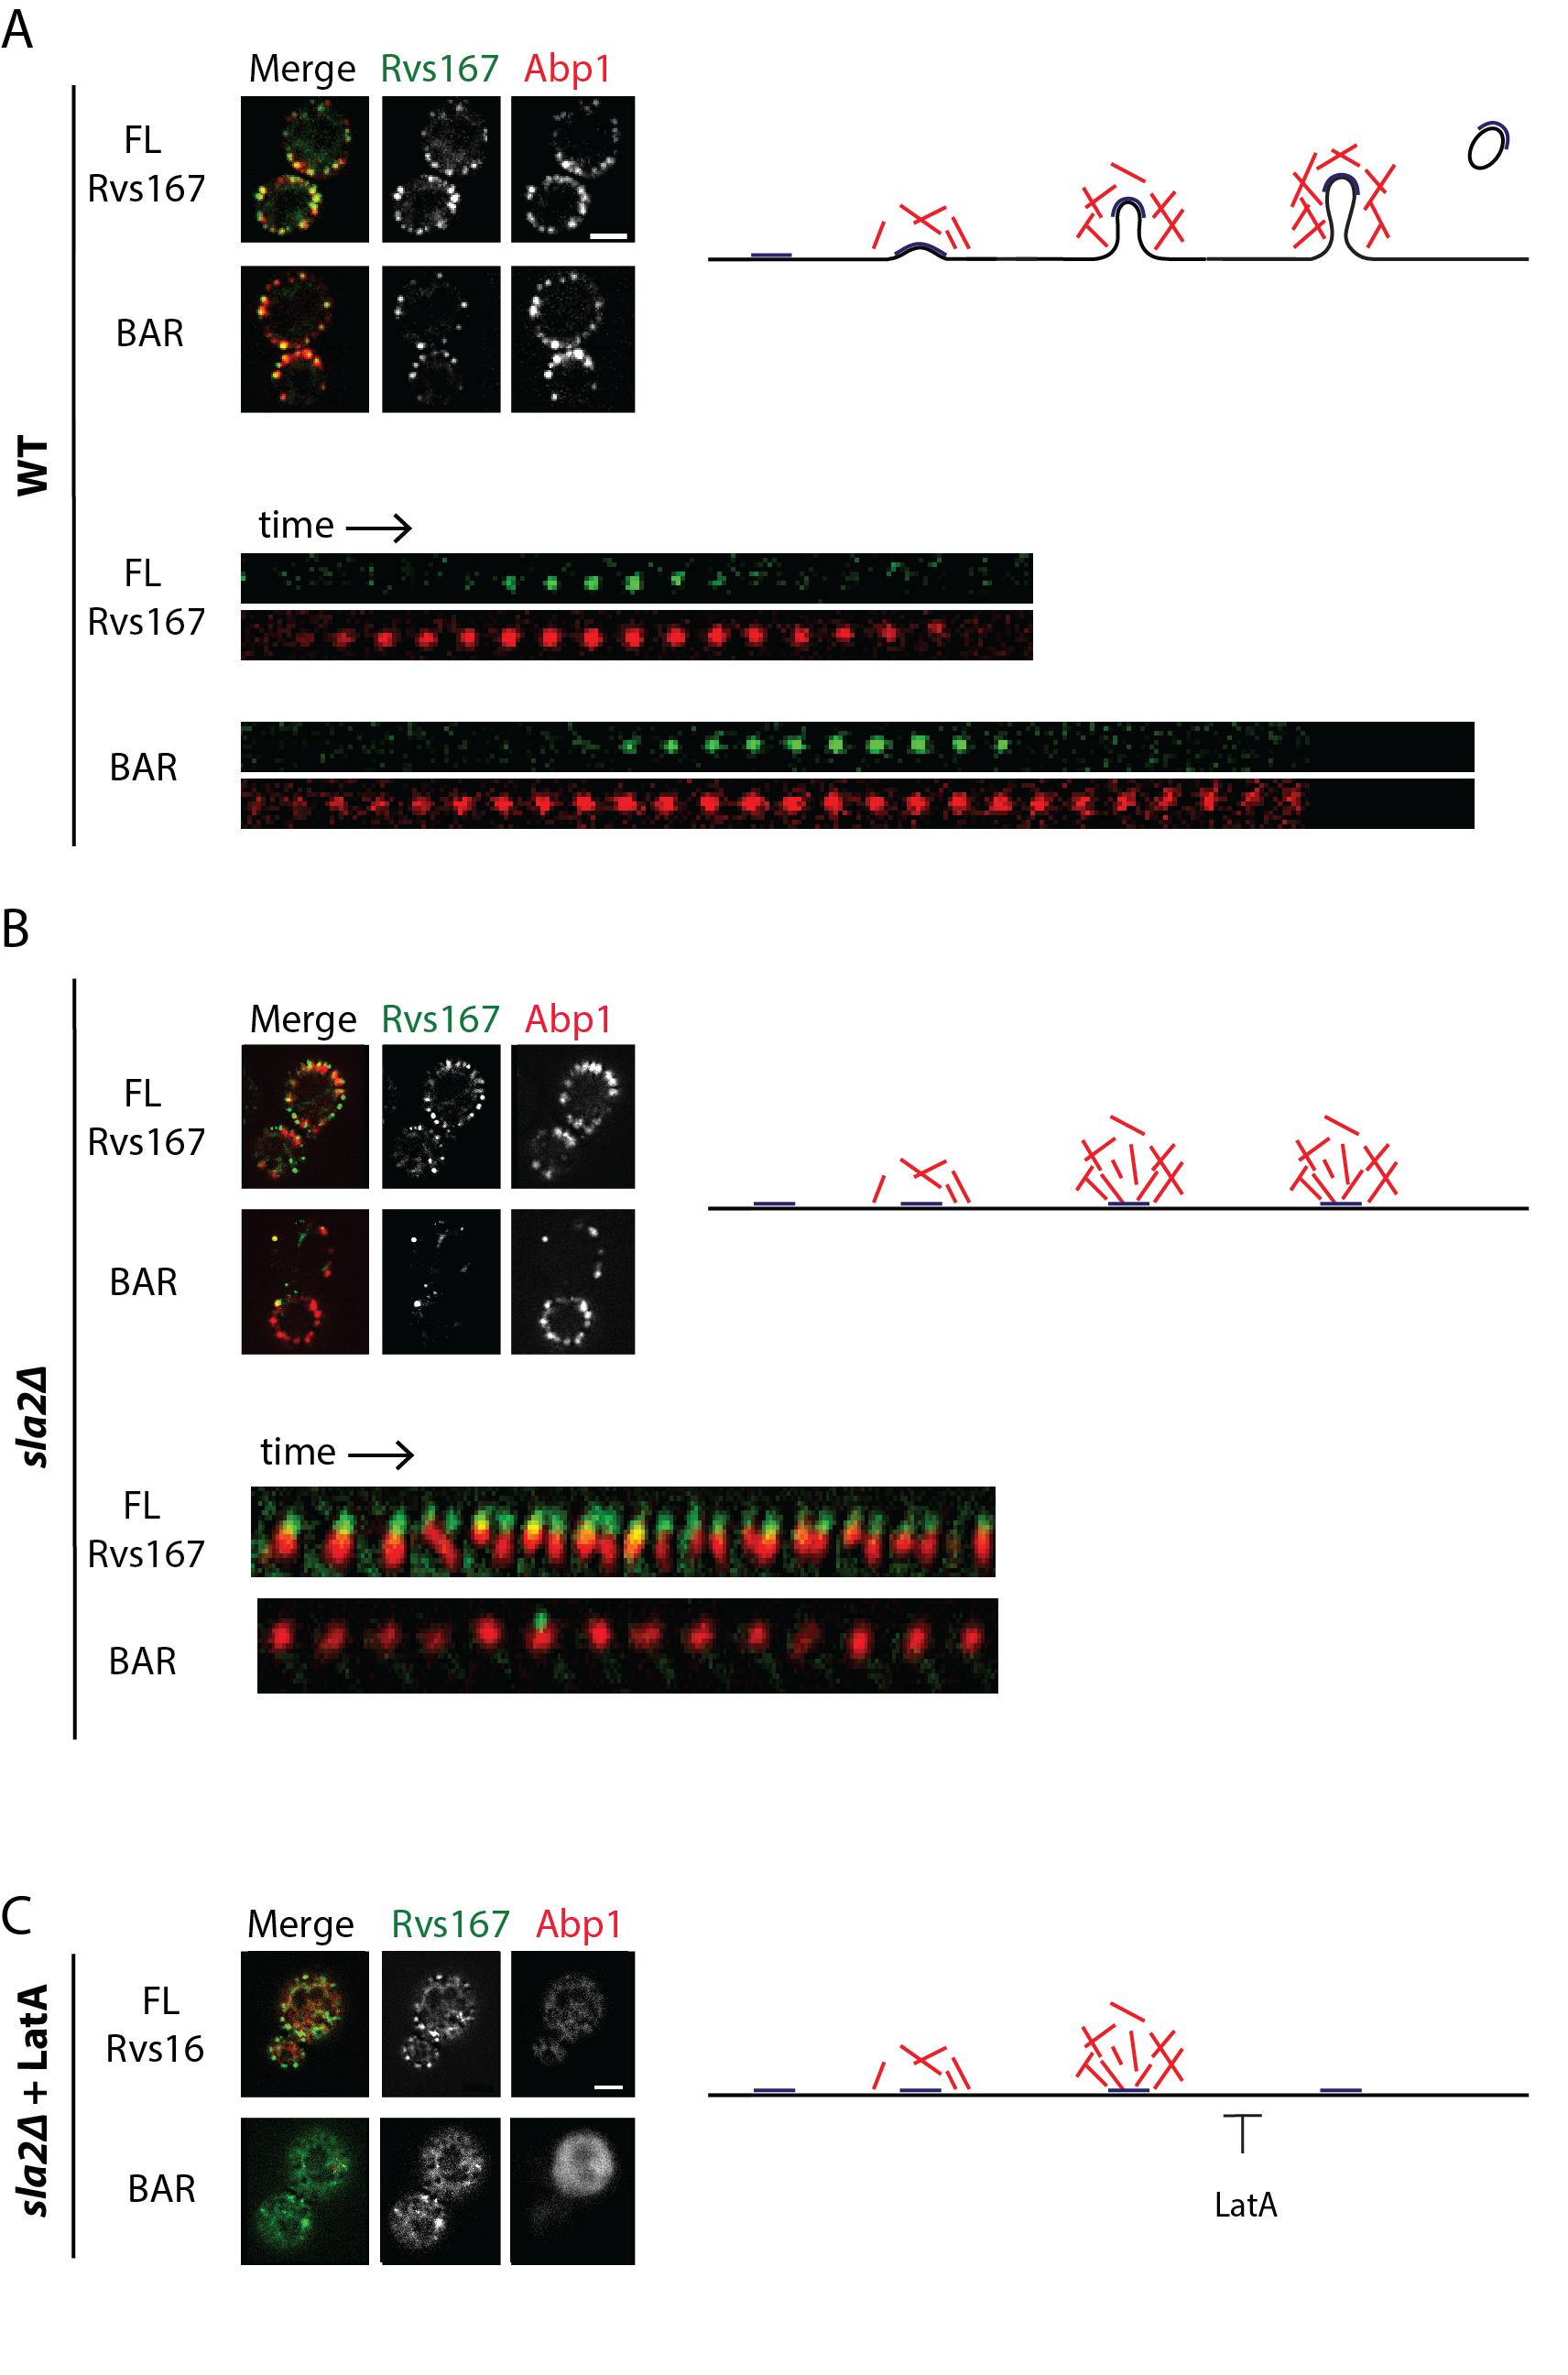 A
WT
Merge Rvs167 Abp1
FL
Rvs167
BAR
time
FL
Rvs167
BAR
B
sla2Δ
Merge Rvs167 Abp1
FL
Rvs167
BAR
time
FL
Rvs167
BAR
C
sla2Δ + LatA
Merge Rvs167 Abp1
FL
Rvs16
BAR
LatA